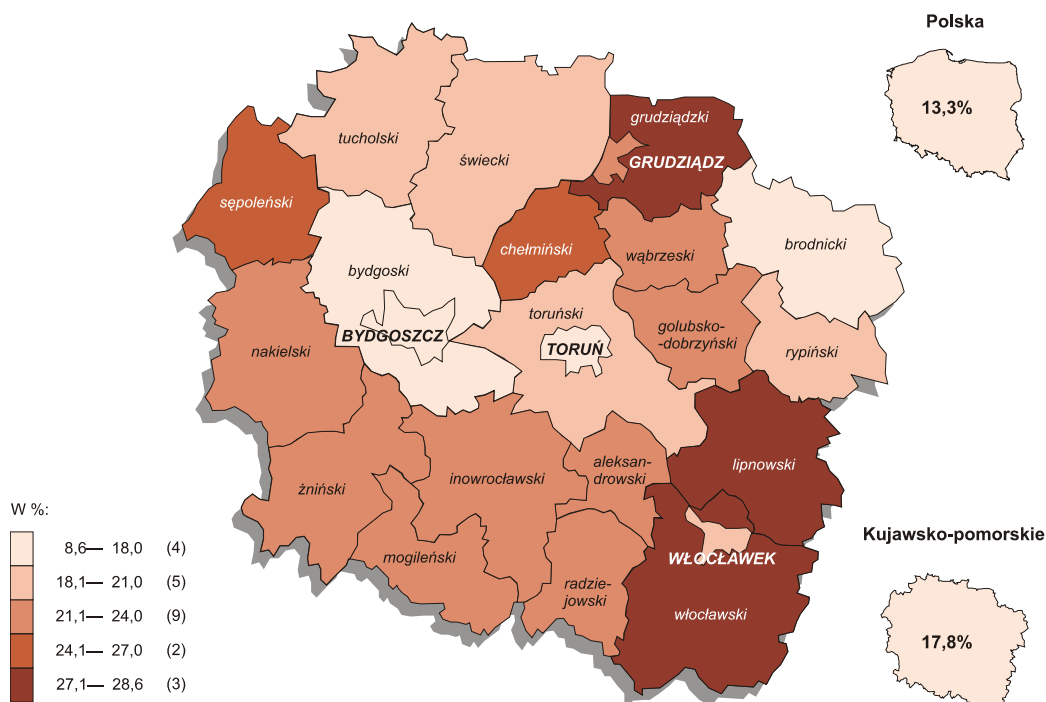 Polska
13,3%
grudziądzki
tucholski
świecki
GRUDZIĄDZ
sępoleński
chełmiński
wąbrzeski
brodnicki
bydgoski
toruński
golubsko-
-dobrzyński
BYDGOSZCZ
TORUŃ
nakielski
rypiński
aleksan-
drowski
lipnowski
inowrocławski
żniński
W %:
8,6— 18,0 (4)
18,1— 21,0 (5)
21,1— 24,0 (9)
24,1— 27,0 (2)
27,1— 28,6 (3)
mogileński
radzie-
jowski
WŁOCŁAWEK
włocławski
Kujawsko-pomorskie
17,8%